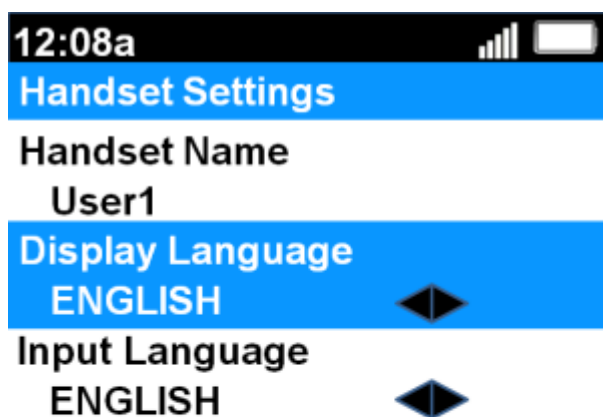 12:08a
Handset Settings
Handset Name
User1
Display Language
ENGLISH
Input Language
ENGLISH